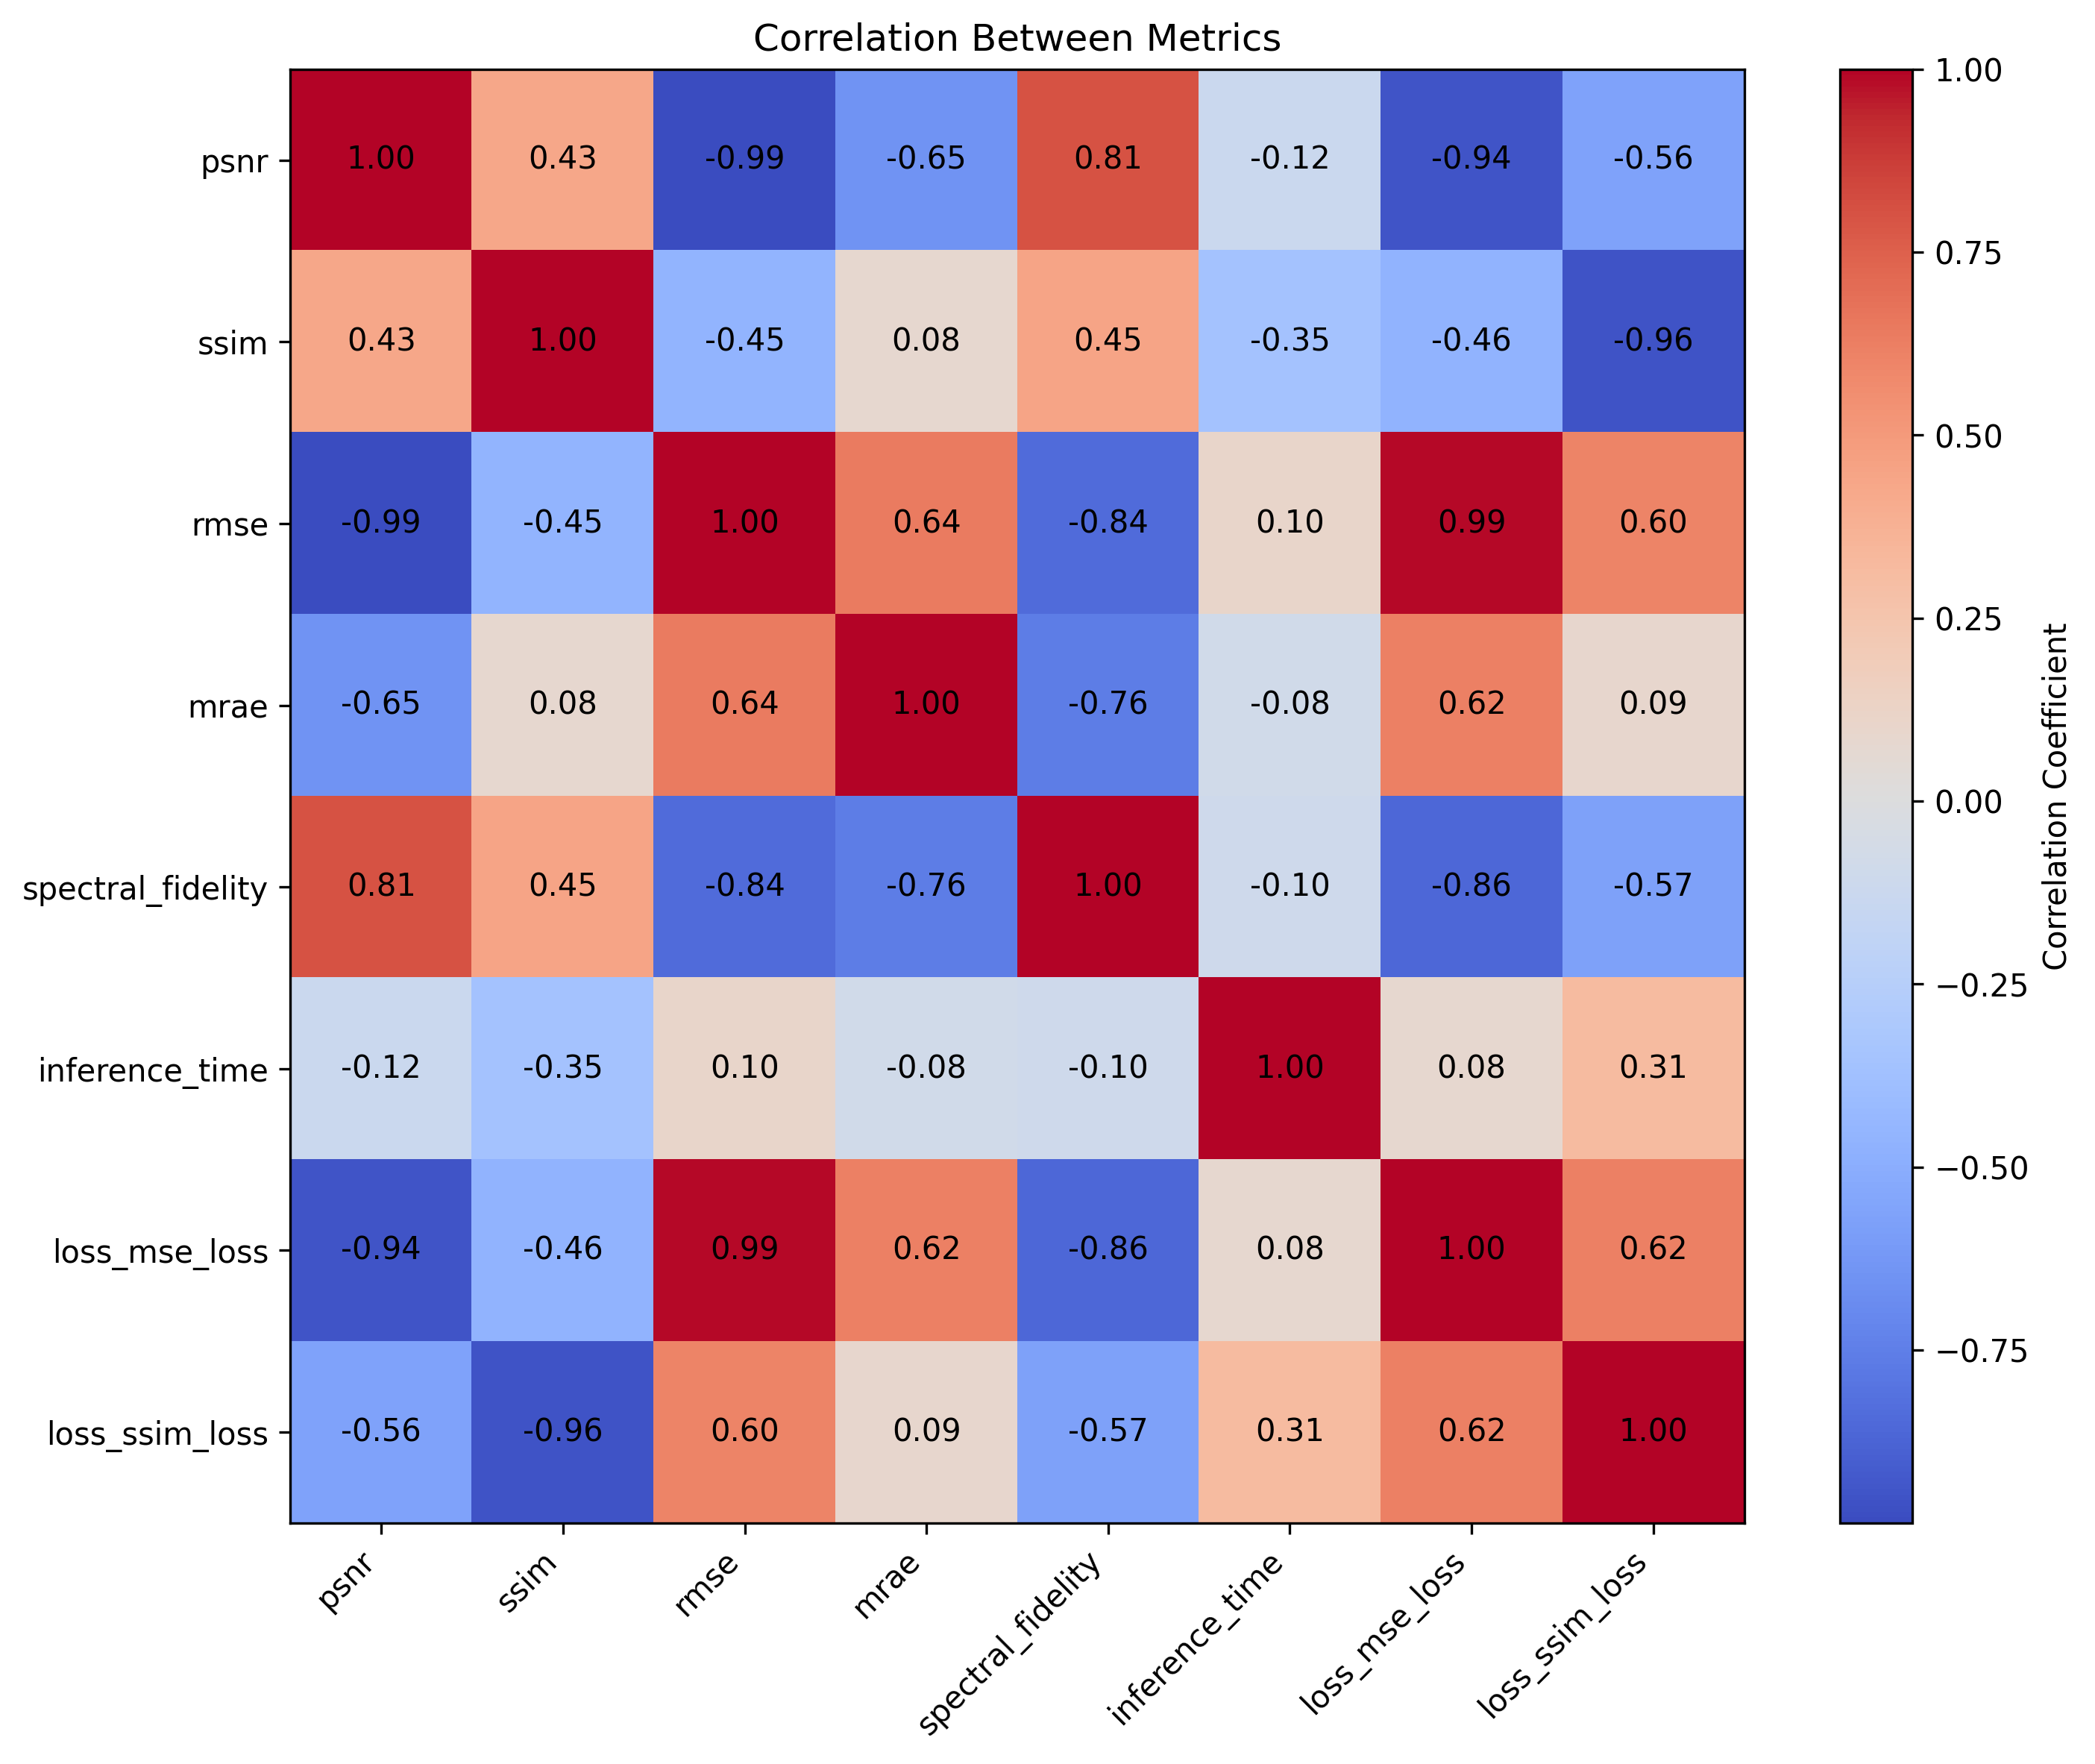 Correlation Between Metrics
psnr 1.00 0.43 -0.99 -0.65 0.81 -0.12 -0.94 -0.56
ssim 0.43 1.00 -0.45 0.08 0.45 -0.35 -0.46 -0.96
rmse -0.99 -0.45 1.00 0.64 -0.84 0.10 0.99 0.60
mrae -0.65 0.08 0.64 1.00 -0.76 -0.08 0.62 0.09
spectral_fidelity 0.81 0.45 -0.84 -0.76 1.00 -0.10 -0.86 -0.57
inference_time -0.12 -0.35 0.10 -0.08 -0.10 1.00 0.08 0.31
loss_mse_loss -0.94 -0.46 0.99 0.62 -0.86 0.08 1.00 0.62
loss_ssim_loss -0.56 -0.96 0.60 0.09 -0.57 0.31 0.62 1.00
psnr
ssim
rmse
mrae
spectral_fidelity
inference_time
loss_mse_loss
loss_ssim_loss
1.00
0.75
0.50
0.25
0.00
−0.25
−0.50
−0.75
Correlation Coefficient